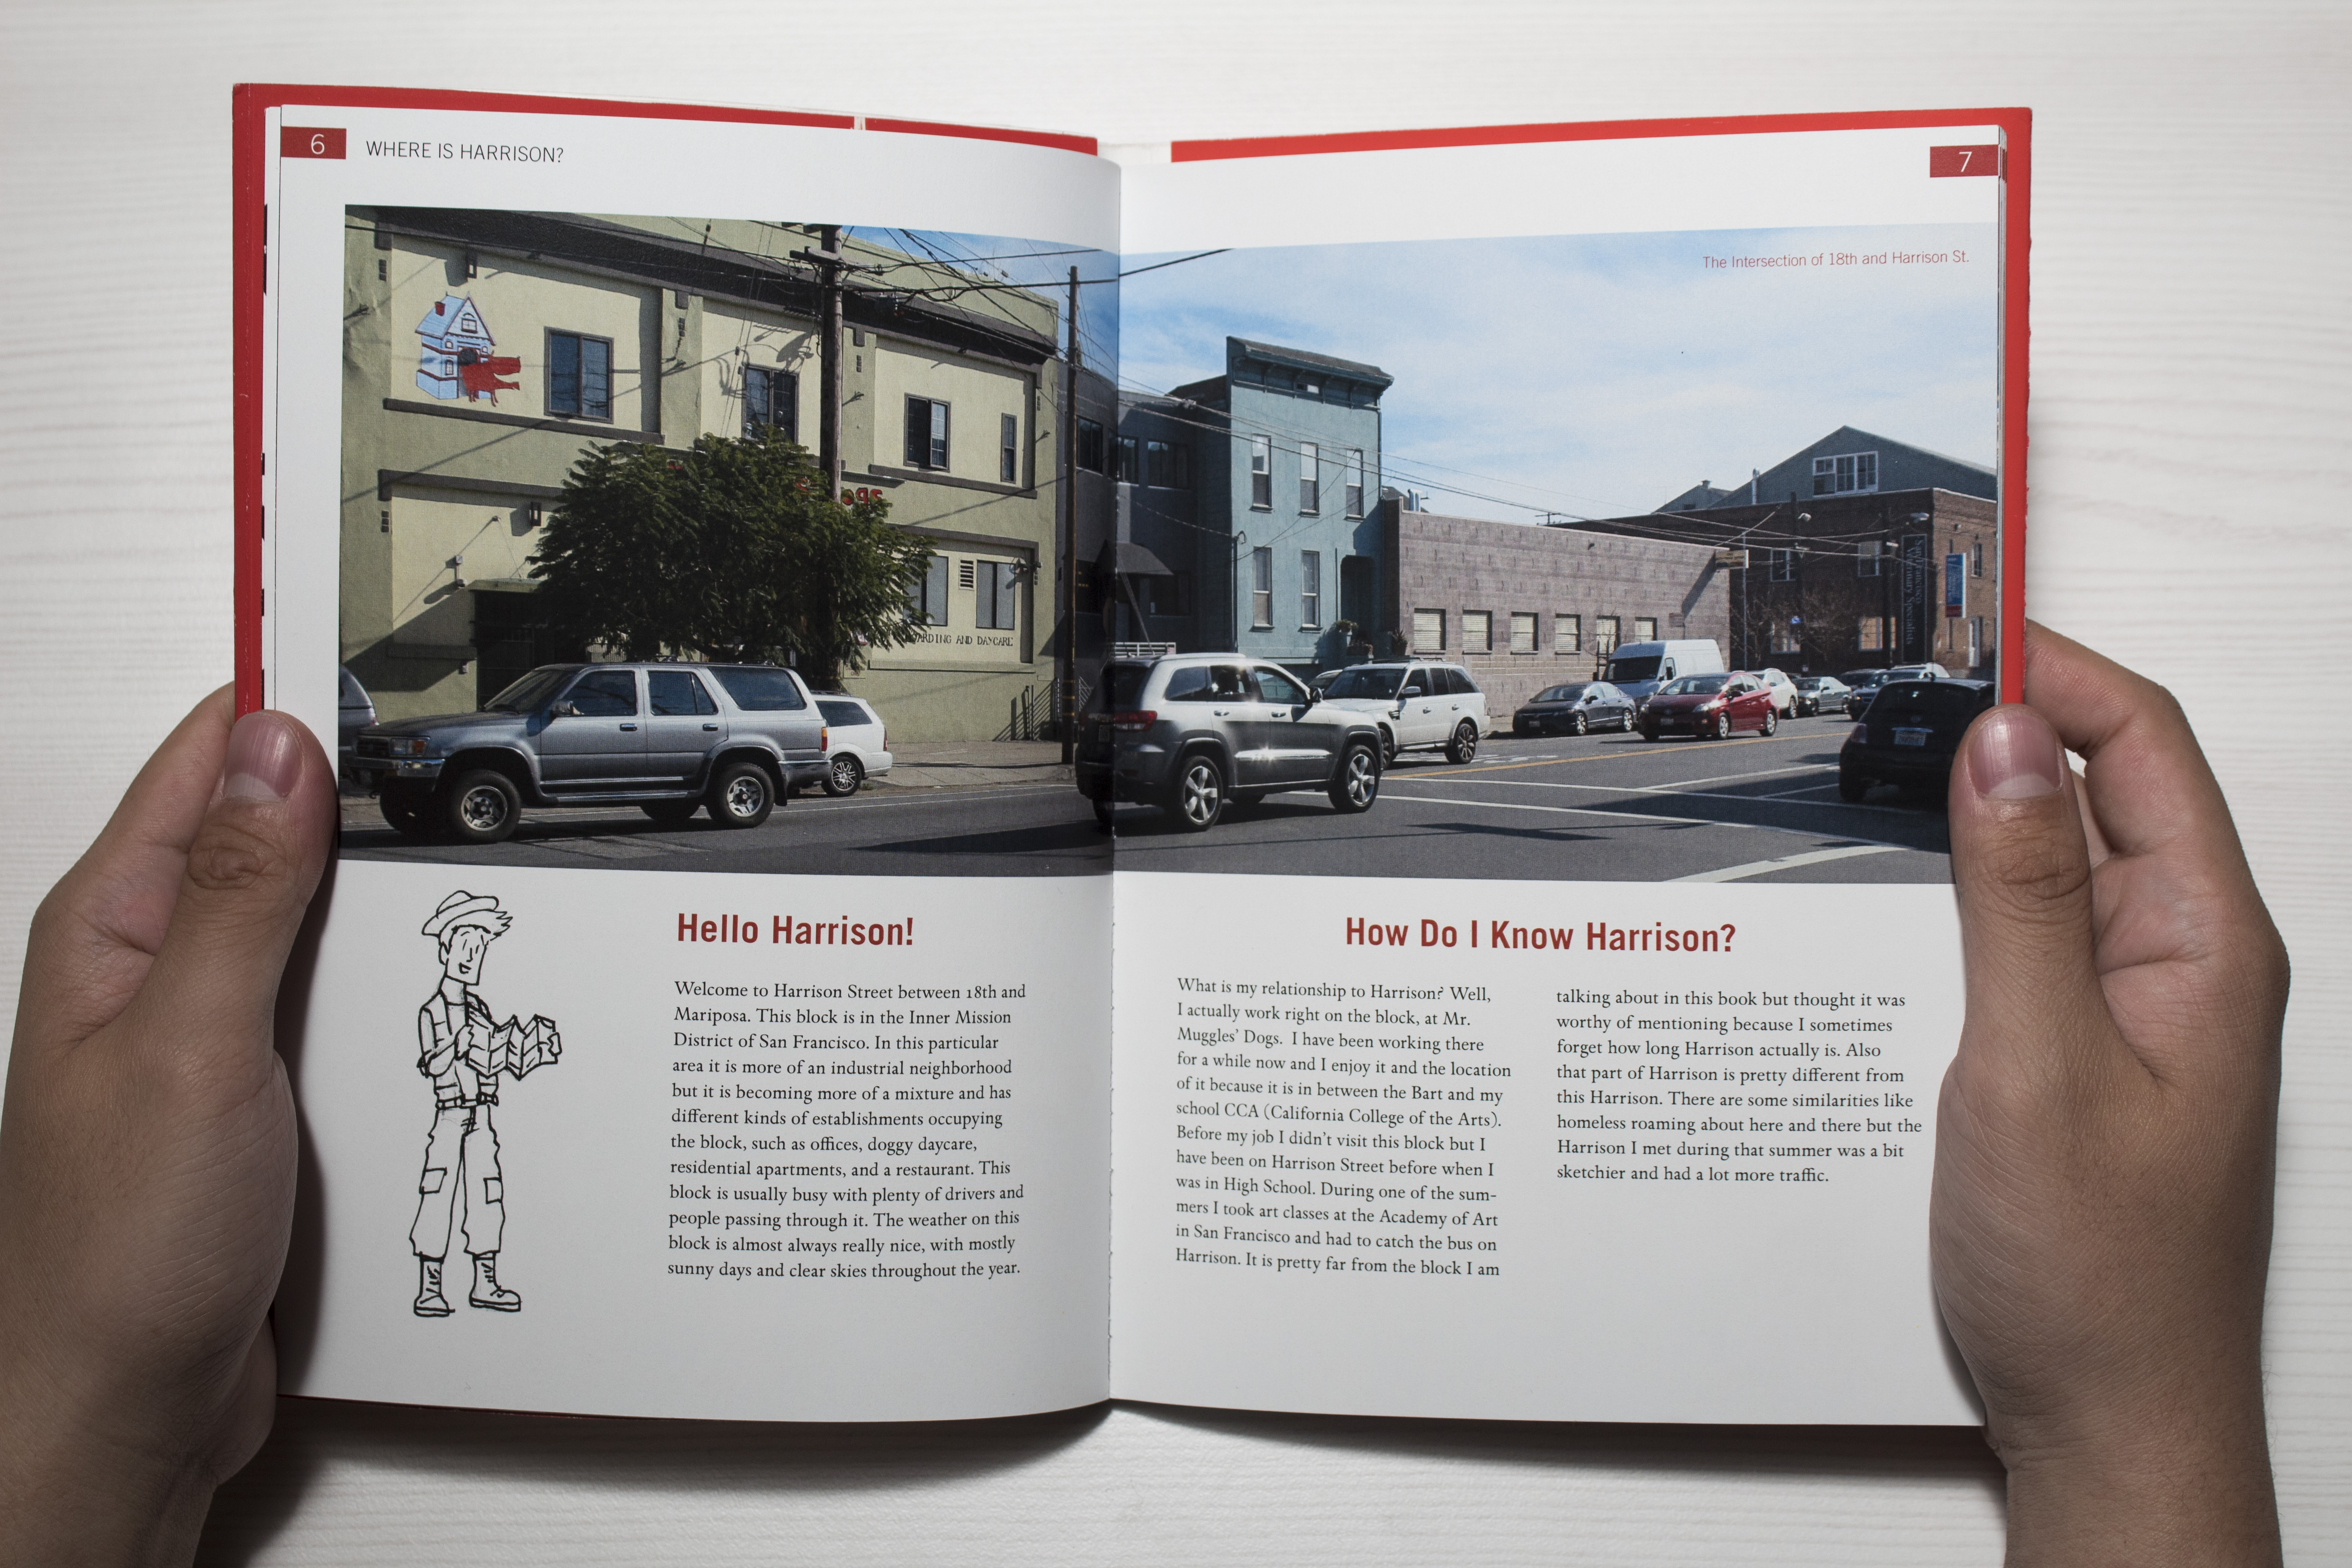 6
WHERE IS HARRISON?
7
The Intersection of 18th and Harrison St.
ARDING AND DAYCARE
San Francisco
Veterinary Specialists
Hello Harrison!
Welcome to Harrison Street between 18th and
Mariposa. This block is in the Inner Mission
District of San Francisco. In this particular
area it is more of an industrial neighborhood
but it is becoming more of a mixture and has
different kinds of establishments occupying
the block, such as offices, doggy daycare,
residential apartments, and a restaurant. This
block is usually busy with plenty of drivers and
people passing through it. The weather on this
block is almost always really nice, with mostly
sunny days and clear skies throughout the year.
How Do I Know Harrison?
What is my relationship to Harrison? Well,
I actually work right on the block, at Mr.
Muggles’ Dogs. I have been working there
for a while now and I enjoy it and the location
of it because it is in between the Bart and my
school CCA (California College of the Arts).
Before my job I didn’t visit this block but I
have been on Harrison Street before when I
was in High School. During one of the sum-
mers I took art classes at the Academy of Art
in San Francisco and had to catch the bus on
Harrison. It is pretty far from the block I am
talking about in this book but thought it was
worthy of mentioning because I sometimes
forget how long Harrison actually is. Also
that part of Harrison is pretty different from
this Harrison. There are some similarities like
homeless roaming about here and there but the
Harrison I met during that summer was a bit
sketchier and had a lot more traffic.